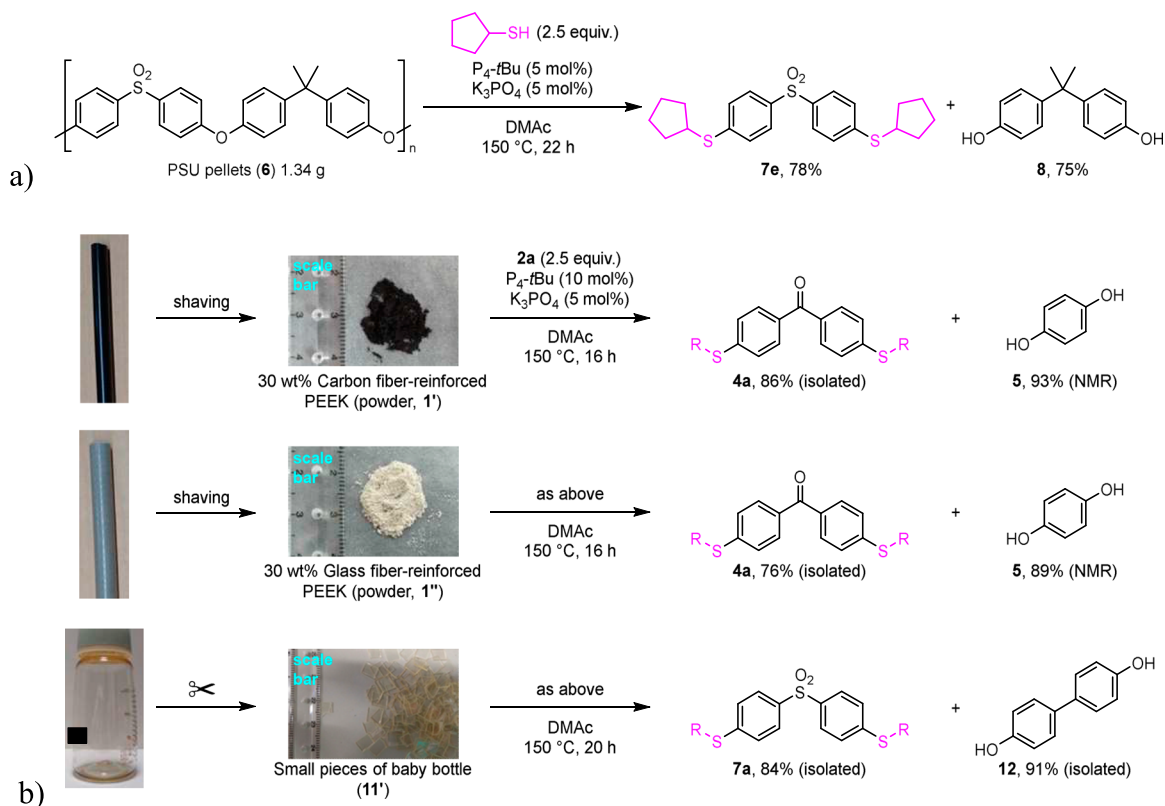 SH (2.5 equiv.)
P4-tBu (5 mol%)
K3PO4 (5 mol%)
DMAc
150 °C, 22 h
O2
S
O
O
n
PSU pellets (6) 1.34 g
O2
S
S
S
7e, 78%
+
HO
OH
8, 75%
a)
shaving
scale
bar
30 wt% Carbon fiber-reinforced
PEEK (powder, 1')
2a (2.5 equiv.)
P4-tBu (10 mol%)
K3PO4 (5 mol%)
DMAc
150 °C, 16 h
O
R
S
S
R
4a, 86% (isolated)
+
OH
HO
5, 93% (NMR)
shaving
scale
bar
30 wt% Glass fiber-reinforced
PEEK (powder, 1'')
as above
DMAc
150 °C, 16 h
O
R
S
S
R
4a, 76% (isolated)
+
OH
HO
5, 89% (NMR)
scale
bar
Small pieces of baby bottle
(11')
as above
DMAc
150 °C, 20 h
O2
S
R
S
S
R
7a, 84% (isolated)
+
OH
HO
12, 91% (isolated)
b)